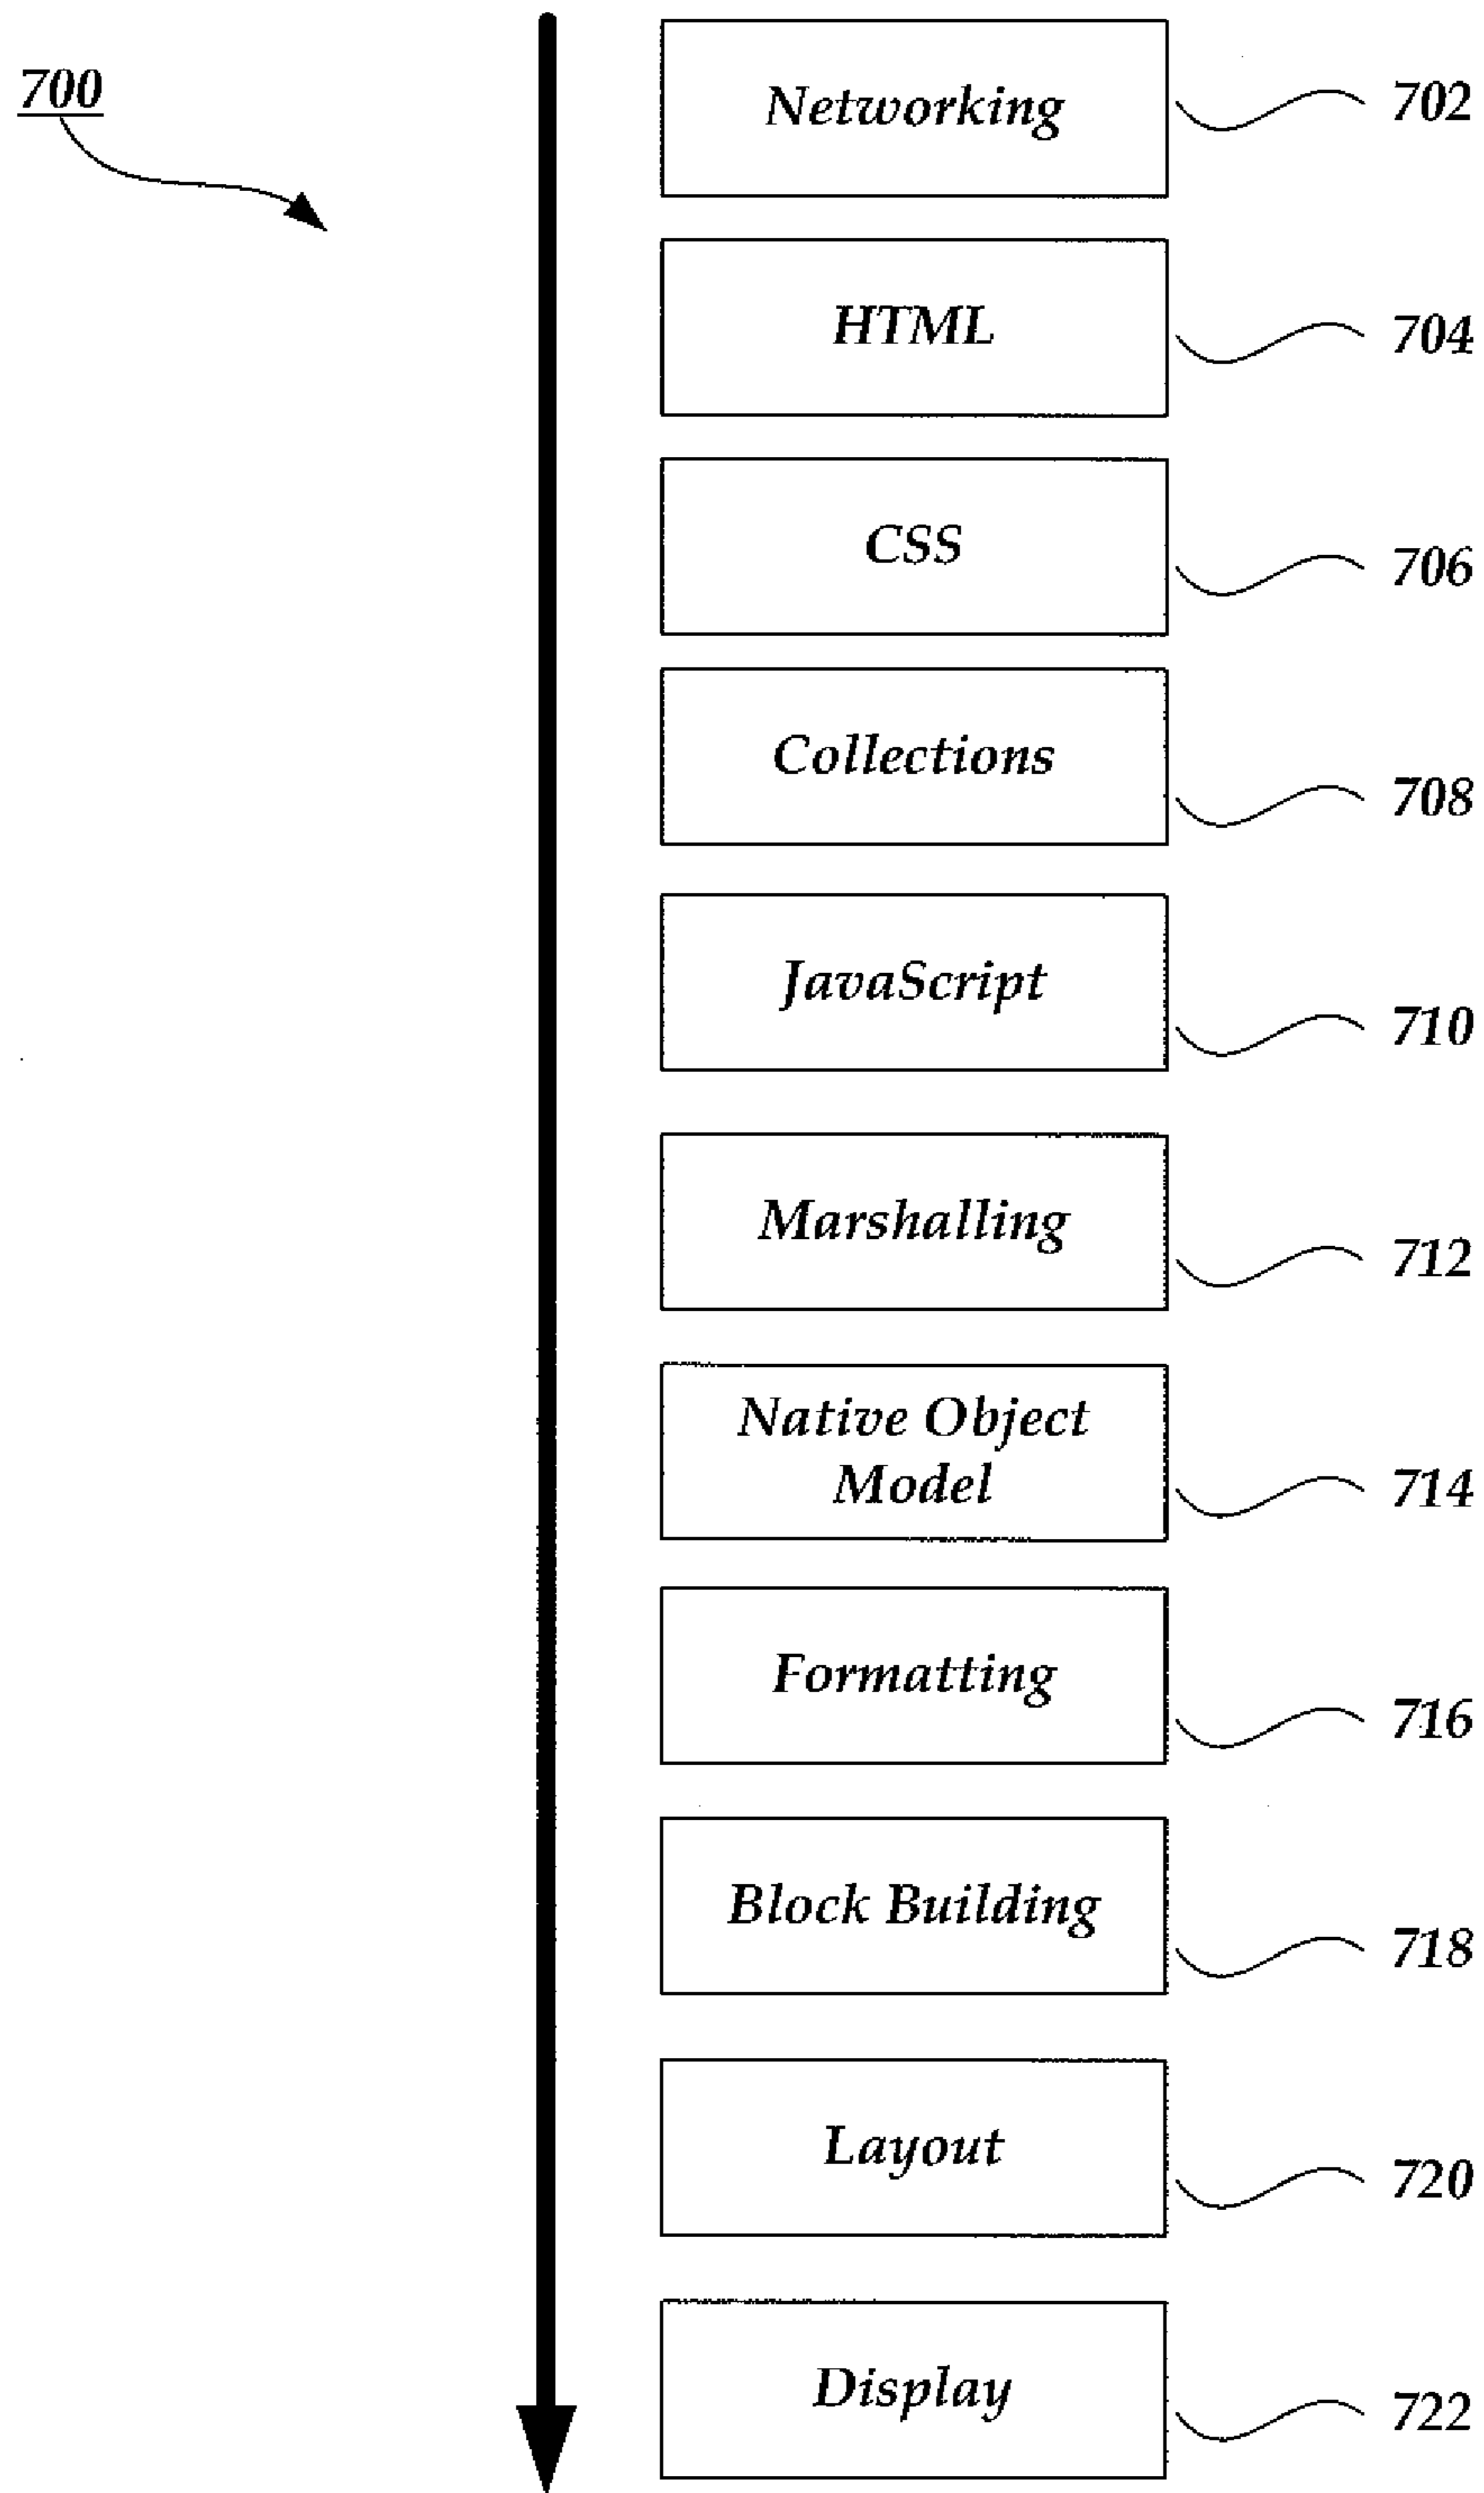 700
Networking
702
HTML
704
CSS
706
Collections
708
JavaScript
710
Marshalling
712
Native Object
Model
714
Formatting
716
Block Building
718
Layout
720
Display
722